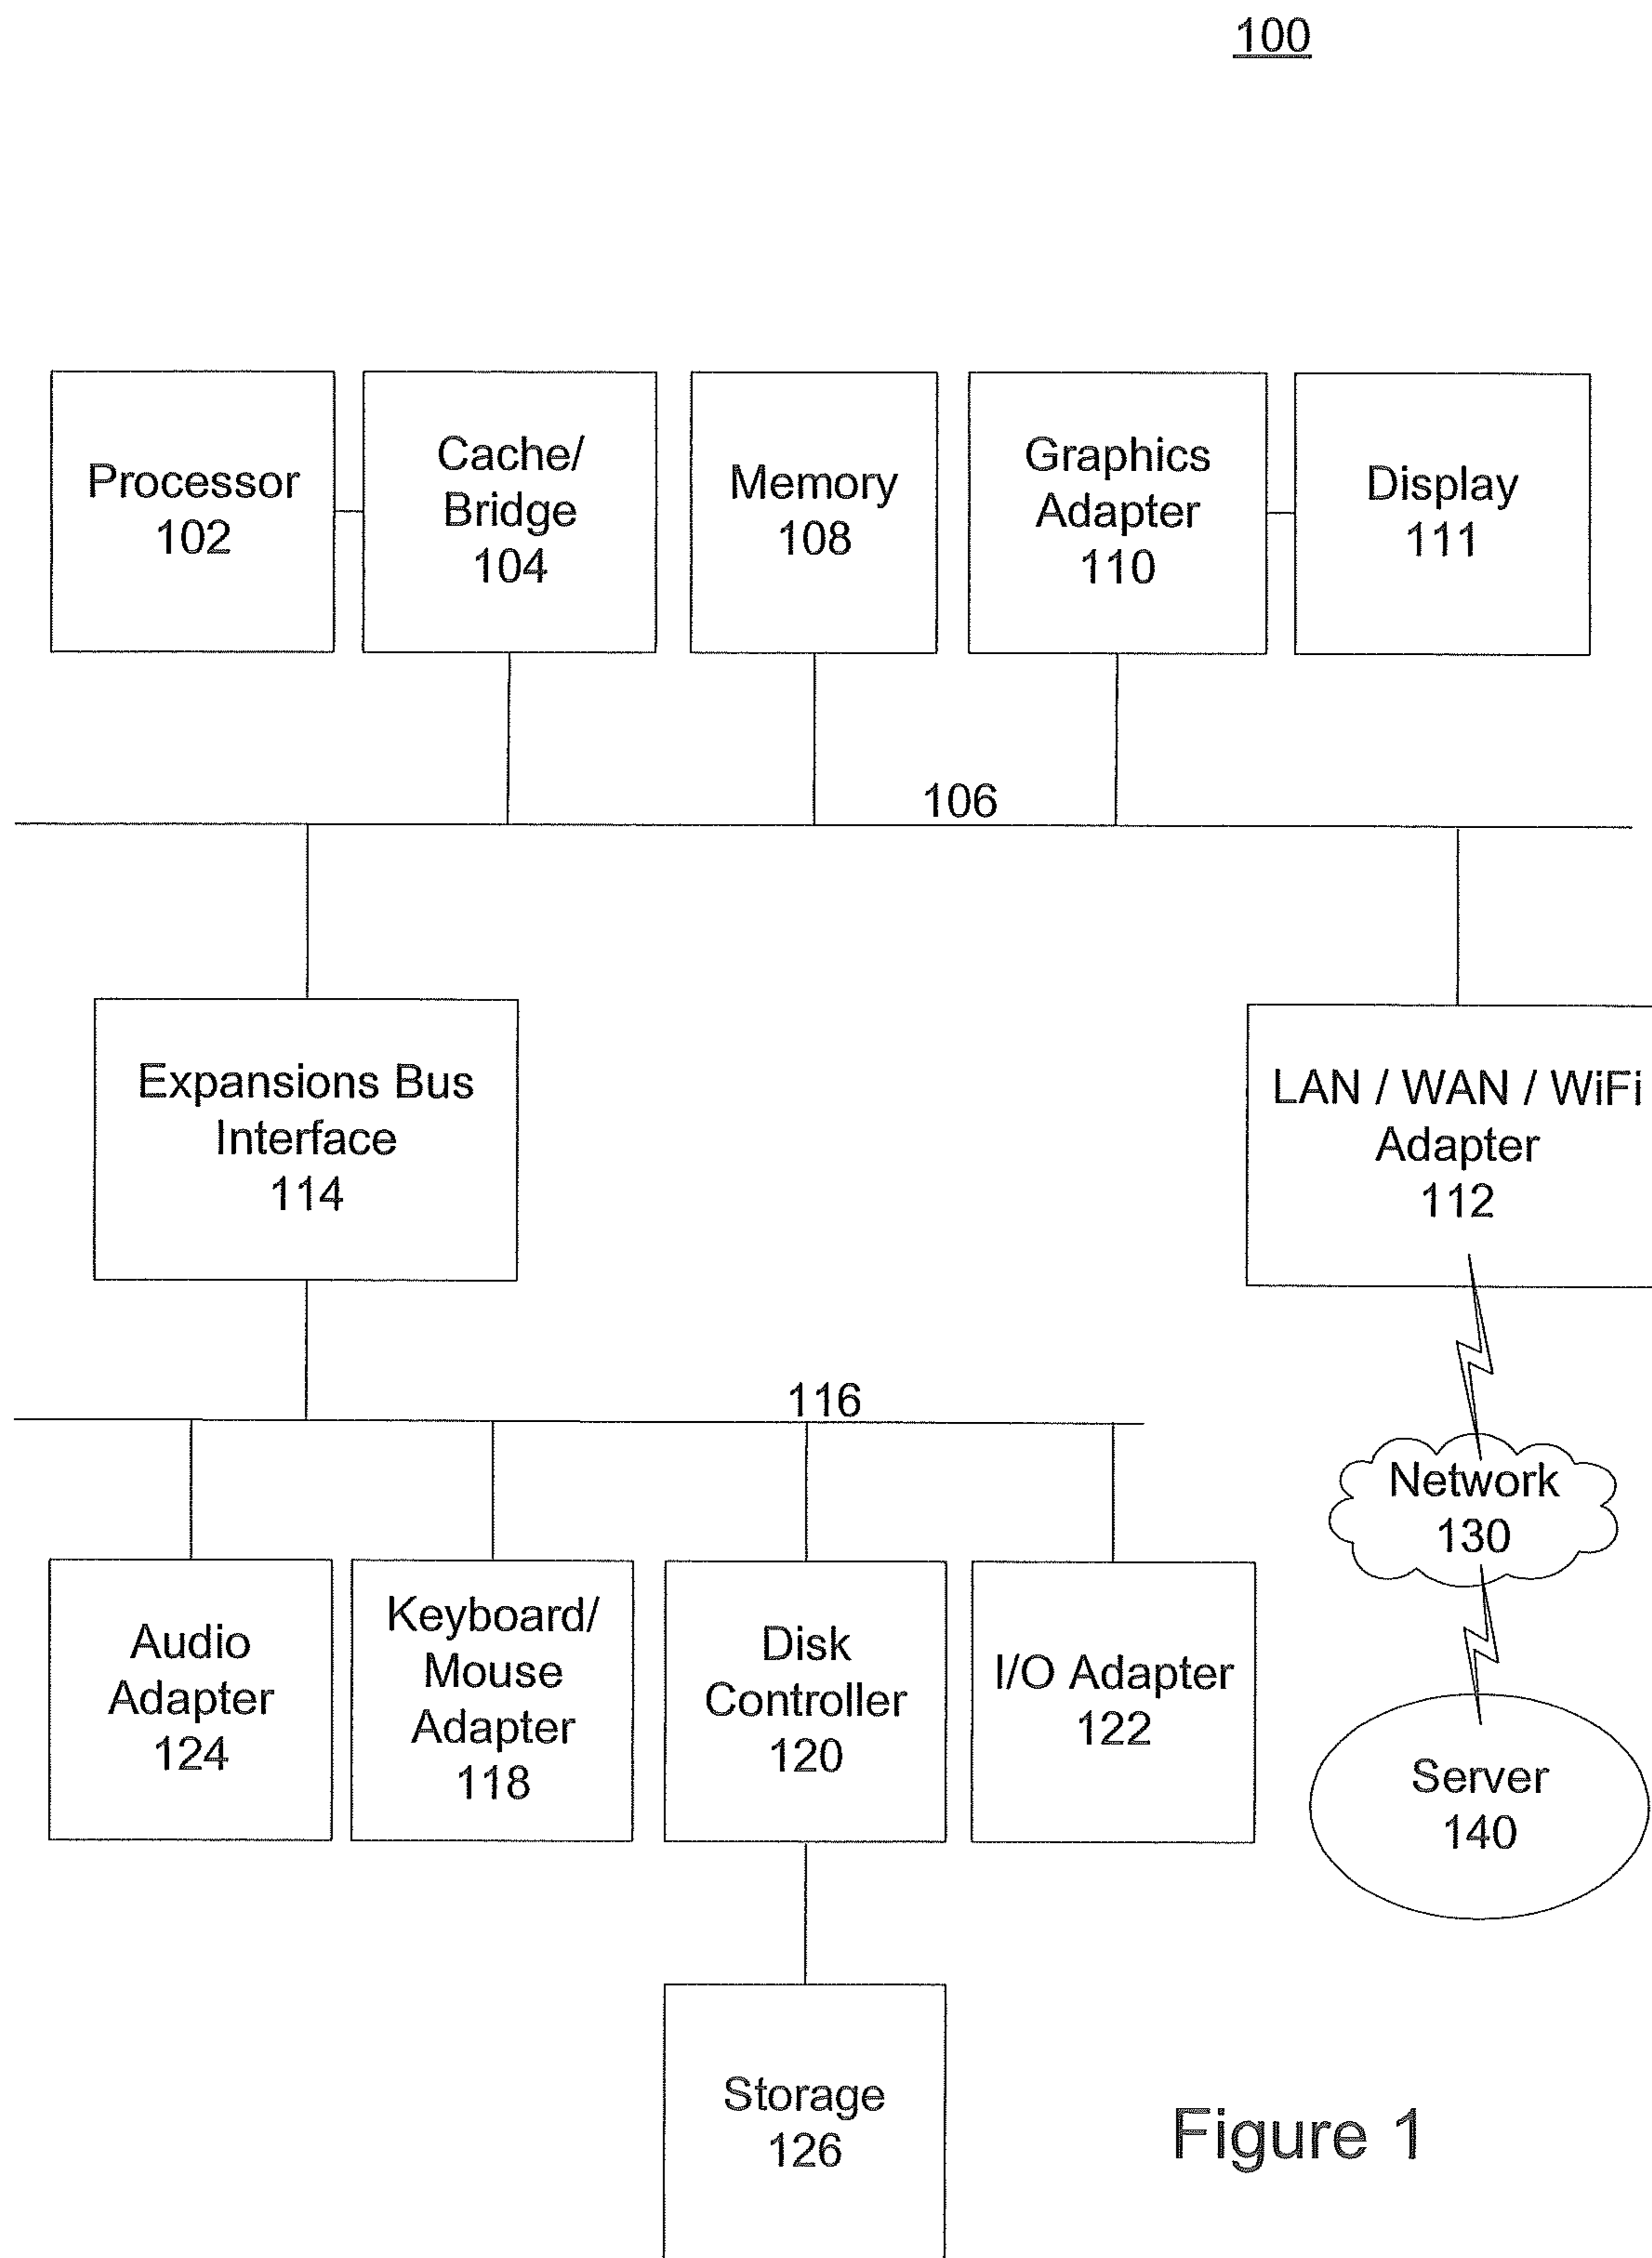 100
Processor
102
Cache/
Bridge
104
Memory
108
Graphics
Adapter
110
Display
111
106
Expansions Bus
Interface
114
LAN / WAN / WiFi
Adapter
112
116
Network
130
Audio
Adapter
124
Keyboard/
Mouse
Adapter
118
Disk
Controller
120
I/O Adapter
122
Server
140
Storage
126
Figure 1